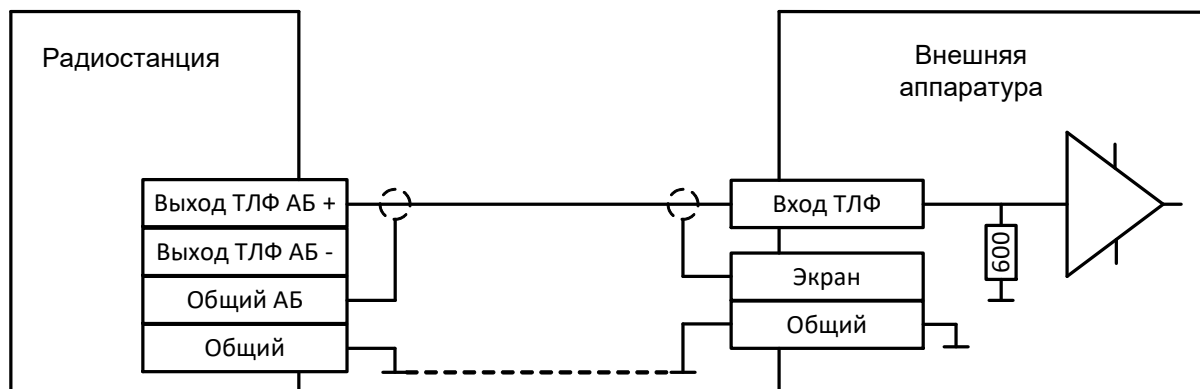 Радиостанция
Внешняя
аппаратура
Выход ТЛФ АБ +
Выход ТЛФ АБ -
Общий АБ
Общий
Вход ТЛФ
Экран
Общий
600